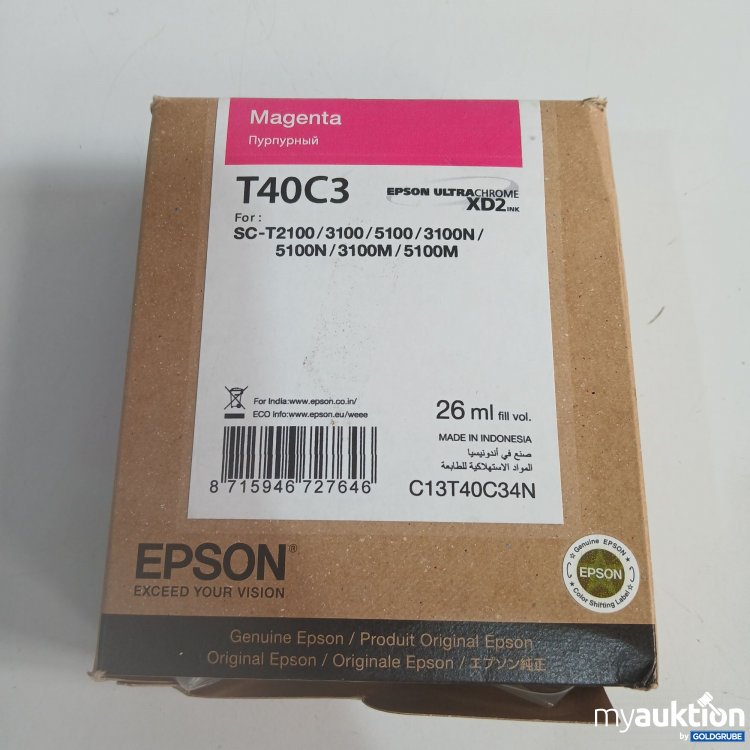 Magenta
Пурпурный
T40C3
EPSON ULTRACHROME
XD2 INK
For :
SC-T2100 / 3100 / 5100 / 3100N /
5100N / 3100M / 5100M
For India:www.epson.co.in/
ECO Info:www.epson.eu/weee
26 ml fill vol.
MADE IN INDONESIA
صنع في أندونيسيا
المواد الاستهلاكية للطابعة
8 715946 727646
C13T40C34N
EPSON®
EXCEED YOUR VISION
Genuine EPSON
EPSON
Color Shifting Label
Genuine Epson / Produit Original Epson
Original Epson / Originale Epson / エプソン純正
myauktion
by GOLDGRUBE